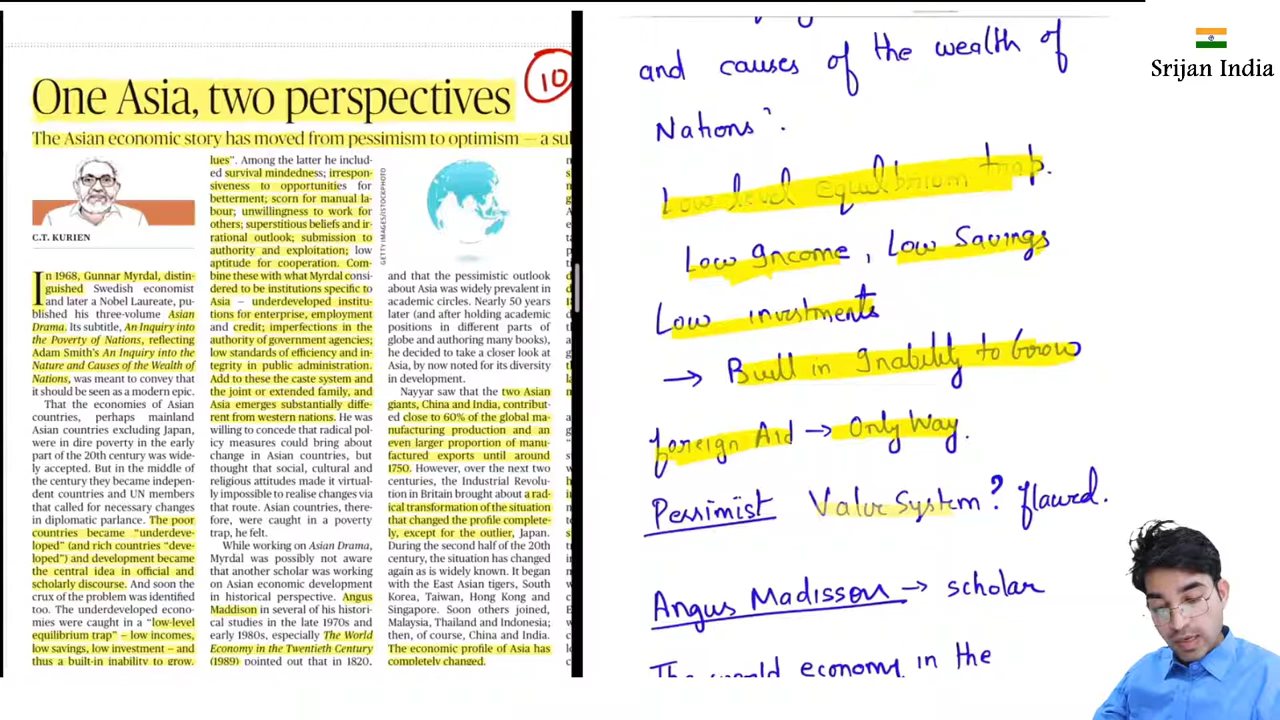 One Asia, two perspectives
10
The Asian economic story has moved from pessimism to optimism — a su
C.T. KURIEN
In 1968, Gunnar Myrdal, distin-
guished Swedish economist
and later a Nobel Laureate, pu-
blished his three-volume Asian
Drama. Its subtitle, An Inquiry into
the Poverty of Nations, reflecting
Adam Smith's An Inquiry into the
Nature and Causes of the Wealth of
Nations, was meant to convey that
it should be seen as a modern epic.
That the economies of Asian
countries, perhaps mainland
Asian countries excluding Japan,
were in dire poverty in the early
part of the 20th century was wide-
ly accepted. But in the middle of
the century they became indepen-
dent countries and UN members
that called for necessary changes
in diplomatic parlance. The poor
countries became "underdeve-
loped" (and rich countries "deve-
loped") and development became
the central idea in official and
scholarly discourse. And soon the
crux of the problem was identified
too. The underdeveloped econo-
mies were caught in a "low-level
equilibrium trap" – low incomes,
low savings, low investment — and
thus a built-in inability to grow.
lues". Among the latter he includ-
ed survival mindedness; irrespon-
siveness to opportunities for
betterment; scorn for manual la-
bour; unwillingness to work for
others; superstitious beliefs and ir-
rational outlook; submission to
authority and exploitation; low
aptitude for cooperation. Com-
bine these with what Myrdal consi-
dered to be institutions specific to
Asia – underdeveloped institu-
tions for enterprise, employment
and credit; imperfections in the
authority of government agencies;
low standards of efficiency and in-
tegrity in public administration.
Add to these the caste system and
the joint or extended family, and
Asia emerges substantially diffe-
rent from western nations. He was
willing to concede that radical pol-
icy measures could bring about
change in Asian countries, but
thought that social, cultural and
religious attitudes made it virtual-
ly impossible to realise changes via
that route. Asian countries, there-
fore, were caught in a poverty
trap, he felt.
While working on Asian Drama,
Myrdal was possibly not aware
that another scholar was working
on Asian economic development
in historical perspective. Angus
Maddison in several of his histori-
cal studies in the late 1970s and
early 1980s, especially The World
Economy in the Twentieth Century
(1989) pointed out that in 1820,
GETTY IMAGES/ISTOCKPHOTO
and that the pessimistic outlook
about Asia was widely prevalent in
academic circles. Nearly 50 years
later (and after holding academic
positions in different parts of
globe and authoring many books),
he decided to take a closer look at
Asia, by now noted for its diversity
in development.
Nayyar saw that the two Asian
giants, China and India, contribut-
ed close to 60% of the global ma-
nufacturing production and an
even larger proportion of manu-
factured exports until around
1750. However, over the next two
centuries, the Industrial Revolu-
tion in Britain brought about a rad-
ical transformation of the situation
that changed the profile complete-
ly, except for the outlier, Japan.
During the second half of the 20th
century, the situation has changed
again as is widely known. It began
with the East Asian tigers, South
Korea, Taiwan, Hong Kong and
Singapore. Soon others joined,
Malaysia, Thailand and Indonesia;
then, of course, China and India.
The economic profile of Asia has
completely changed.
and causes of the wealth of
Nations".
Low level equilbrium trap.
Low Income, Low Savings
Low investments
→ Built in Inability to Grow
foreign Aid → Only Way.
Pessimist Value System? flawed.
Angus Madisson → scholar
The world economy in the
Srijan India